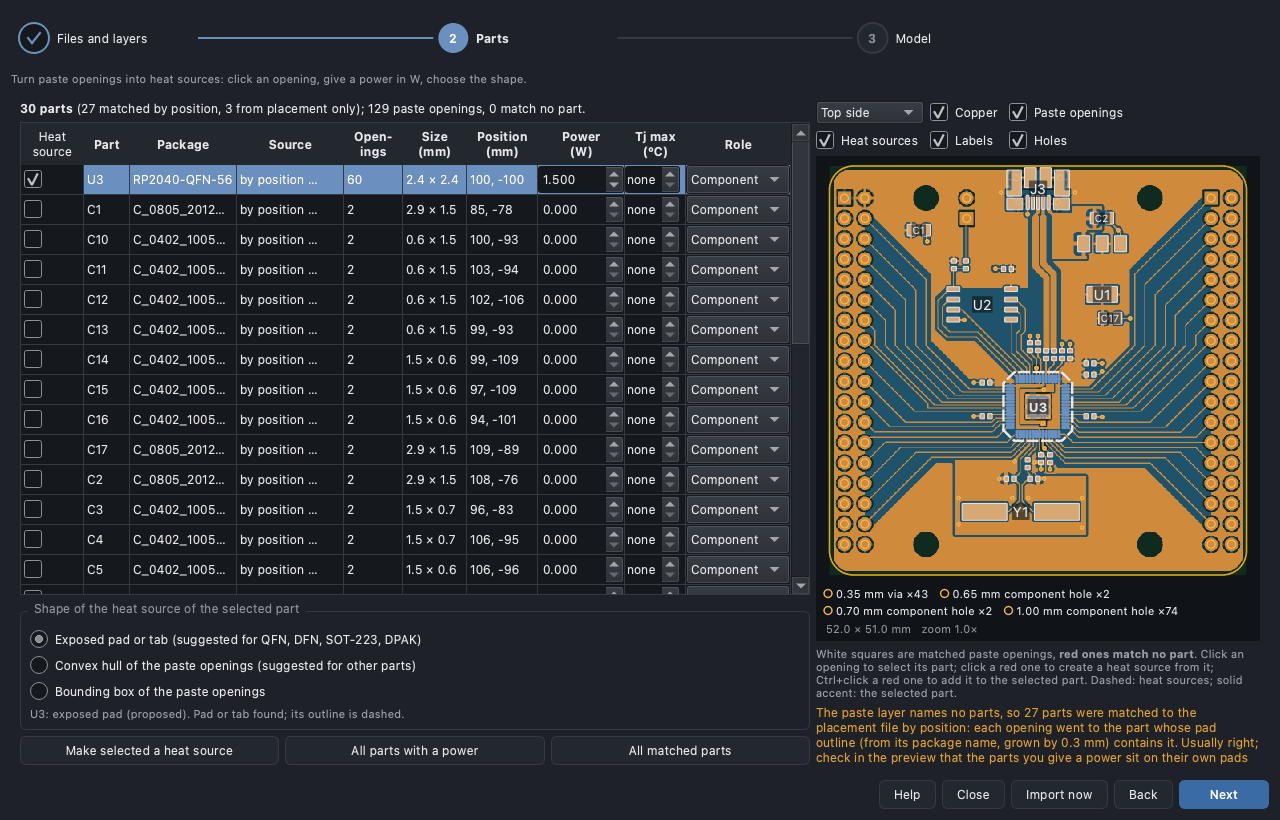 Files and layers
2 Parts
3 Model
Turn paste openings into heat sources: click an opening, give a power in W, choose the shape.
30 parts (27 matched by position, 3 from placement only); 129 paste openings, 0 match no part.
Heat source Part Package Source Open-ings Size (mm) Position (mm) Power (W) Tj max (°C) Role
U3 RP2040-QFN-56 by position ... 60 2.4 × 2.4 100, -100 1.500 none Component
C1 C_0805_2012... by position ... 2 2.9 × 1.5 85, -78 0.000 none Component
C10 C_0402_1005... by position ... 2 0.6 × 1.5 100, -93 0.000 none Component
C11 C_0402_1005... by position ... 2 0.6 × 1.5 103, -94 0.000 none Component
C12 C_0402_1005... by position ... 2 0.6 × 1.5 102, -106 0.000 none Component
C13 C_0402_1005... by position ... 2 0.6 × 1.5 99, -93 0.000 none Component
C14 C_0402_1005... by position ... 2 1.5 × 0.6 99, -109 0.000 none Component
C15 C_0402_1005... by position ... 2 1.5 × 0.6 97, -109 0.000 none Component
C16 C_0402_1005... by position ... 2 1.5 × 0.6 94, -101 0.000 none Component
C17 C_0805_2012... by position ... 2 2.9 × 1.5 109, -89 0.000 none Component
C2 C_0805_2012... by position ... 2 2.9 × 1.5 108, -76 0.000 none Component
C3 C_0402_1005... by position ... 2 1.5 × 0.7 96, -83 0.000 none Component
C4 C_0402_1005... by position ... 2 1.5 × 0.7 106, -95 0.000 none Component
C5 C_0402_1005... by position ... 2 1.5 × 0.6 106, -96 0.000 none Component
Shape of the heat source of the selected part
Exposed pad or tab (suggested for QFN, DFN, SOT-223, DPAK)
Convex hull of the paste openings (suggested for other parts)
Bounding box of the paste openings
U3: exposed pad (proposed). Pad or tab found; its outline is dashed.
Make selected a heat source
All parts with a power
All matched parts
Top side
Copper
Paste openings
Heat sources
Labels
Holes
J3
C1
C2
U2
U1
C17
U3
Y1
0.35 mm via ×43 0.65 mm component hole ×2
0.70 mm component hole ×2 1.00 mm component hole ×74
52.0 × 51.0 mm zoom 1.0×
White squares are matched paste openings, red ones match no part. Click an
opening to select its part; click a red one to create a heat source from it;
Ctrl+click a red one to add it to the selected part. Dashed: heat sources; solid
accent: the selected part.
The paste layer names no parts, so 27 parts were matched to the
placement file by position: each opening went to the part whose pad
outline (from its package name, grown by 0.3 mm) contains it. Usually right;
check in the preview that the parts you give a power sit on their own pads
Help
Close
Import now
Back
Next